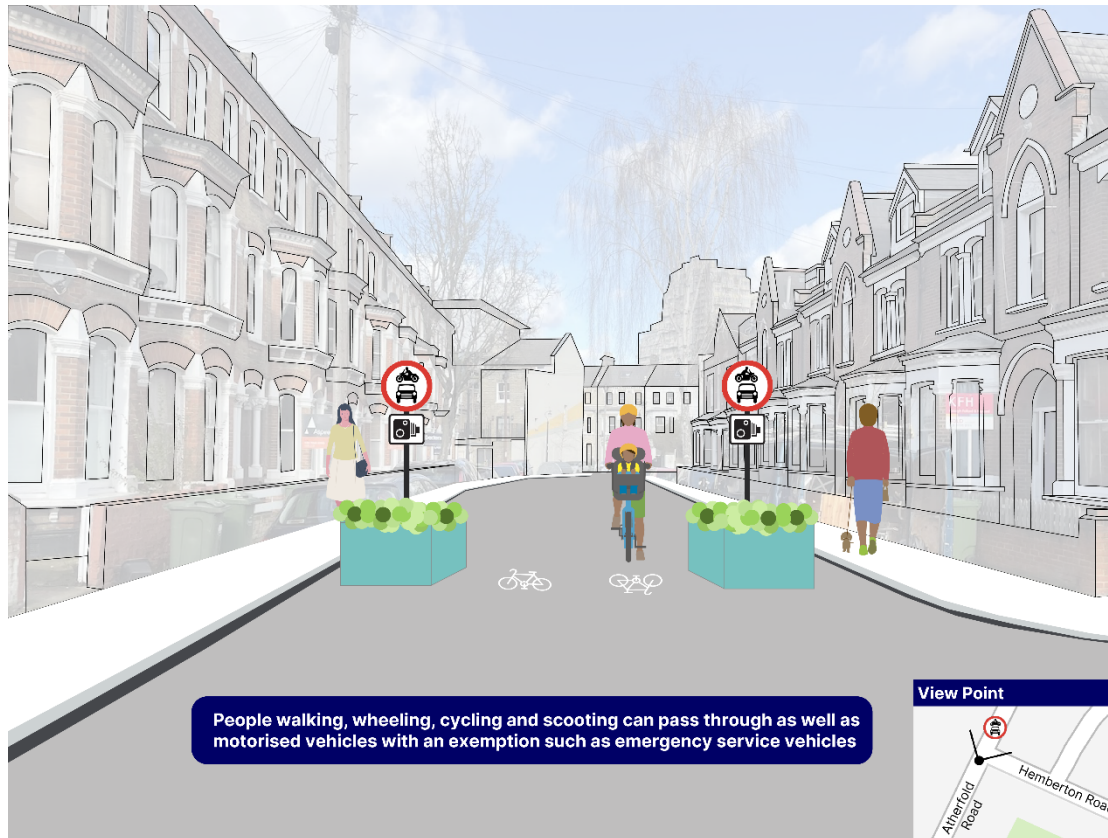 KFH
People walking, wheeling, cycling and scooting can pass through as well as
motorised vehicles with an exemption such as emergency service vehicles
View Point
Hemberton Road
Atherfold
Road